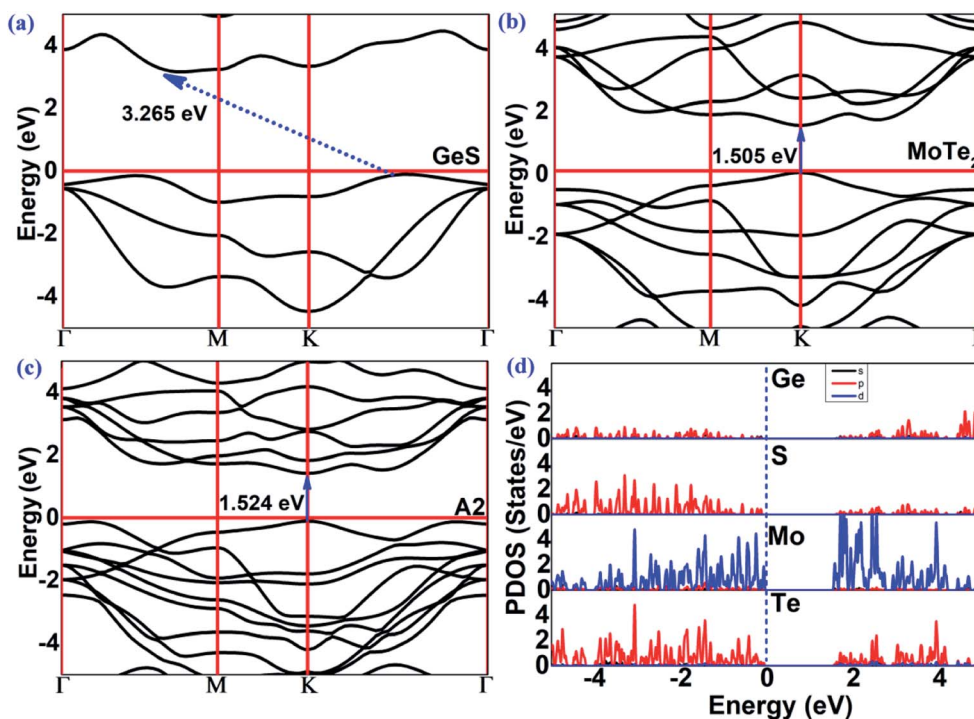 (a)
4
2
0
-2
-4
Energy (eV)
3.265 eV
GeS
Γ M K Γ
(b)
4
2
0
-2
-4
Energy (eV)
1.505 eV
MoTe2
Γ M K
(c)
4
2
0
-2
-4
Energy (eV)
1.524 eV
A2
Γ M K Γ
(d)
s
p
d
Ge
4
2
0
S
4
2
0
Mo
4
2
0
Te
4
2
0
PDOS (States/eV)
-4 -2 0 2 4
Energy (eV)